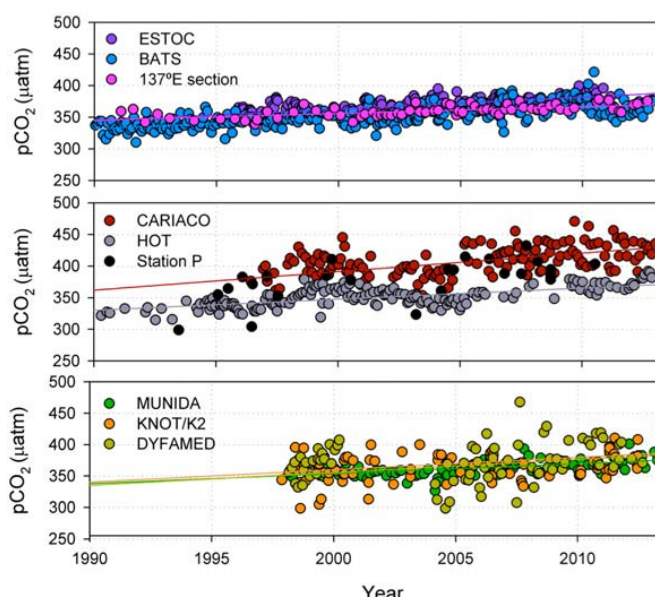 500
450
400
350
300
250
pCO2 (µatm)
ESTOC
BATS
137ºE section
500
450
400
350
300
250
pCO2 (µatm)
CARIACO
HOT
Station P
500
450
400
350
300
250
pCO2 (µatm)
MUNIDA
KNOT/K2
DYFAMED
1990 1995 2000 2005 2010
Year